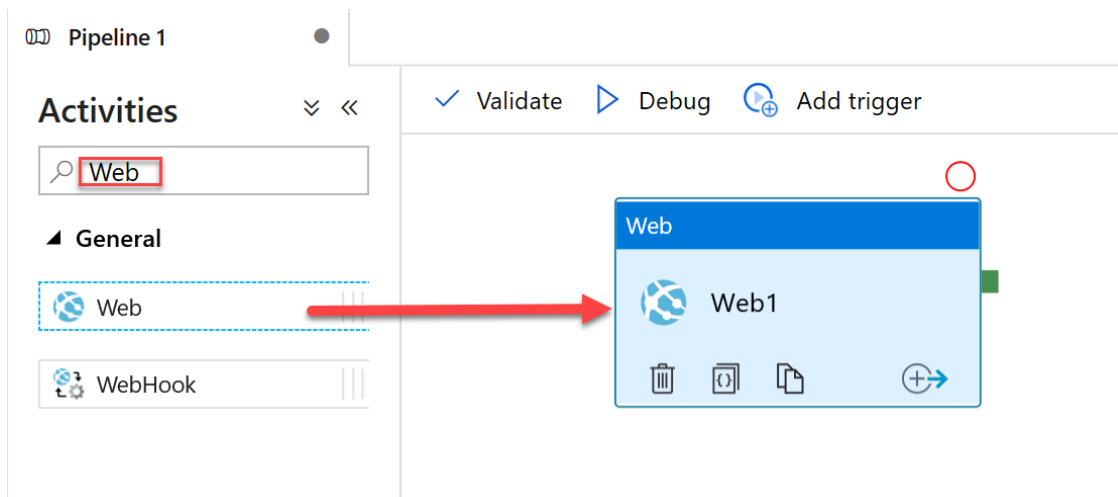 Pipeline 1
Activities
Validate Debug Add trigger
Web
General
Web
WebHook
Web
Web1